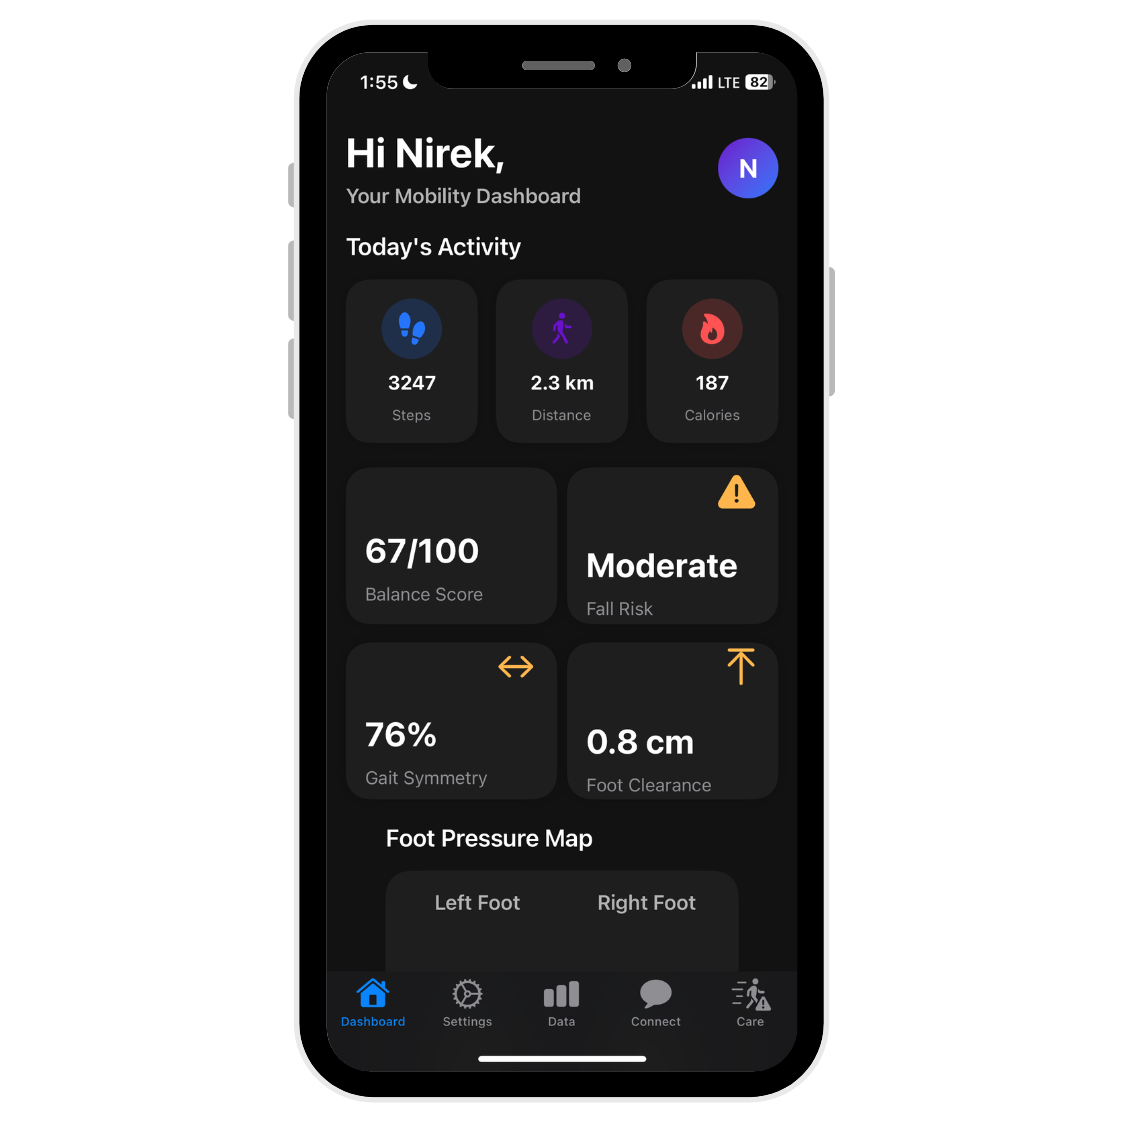 1:55 LTE 82
Hi Nirek,
N
Your Mobility Dashboard
Today's Activity
3247 2.3 km 187
Steps Distance Calories
67/100
Balance Score
Moderate
Fall Risk
76%
Gait Symmetry
0.8 cm
Foot Clearance
Foot Pressure Map
Left Foot Right Foot
Dashboard Settings Data Connect Care